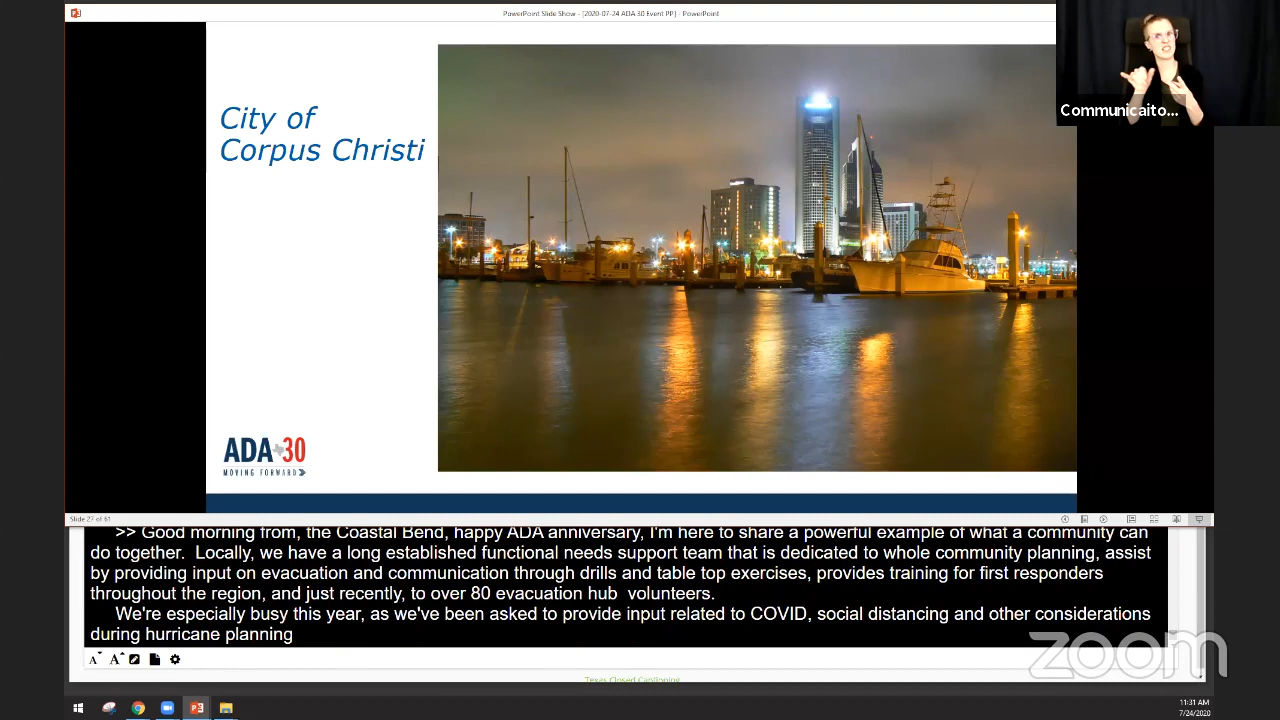 PowerPoint Slide Show - [2020-07-24 ADA 30 Event PP] - PowerPoint
Communicaito...
City of
Corpus Christi
ADA 30
MOVING FORWARD
Slide 27 of 61
>> Good morning from, the Coastal Bend, happy ADA anniversary, I'm here to share a powerful example of what a community can
do together. Locally, we have a long established functional needs support team that is dedicated to whole community planning, assist
by providing input on evacuation and communication through drills and table top exercises, provides training for first responders
throughout the region, and just recently, to over 80 evacuation hub volunteers.
We're especially busy this year, as we've been asked to provide input related to COVID, social distancing and other considerations
during hurricane planning
zoom
A A
Texas Closed Captioning
11:31 AM
7/24/2020